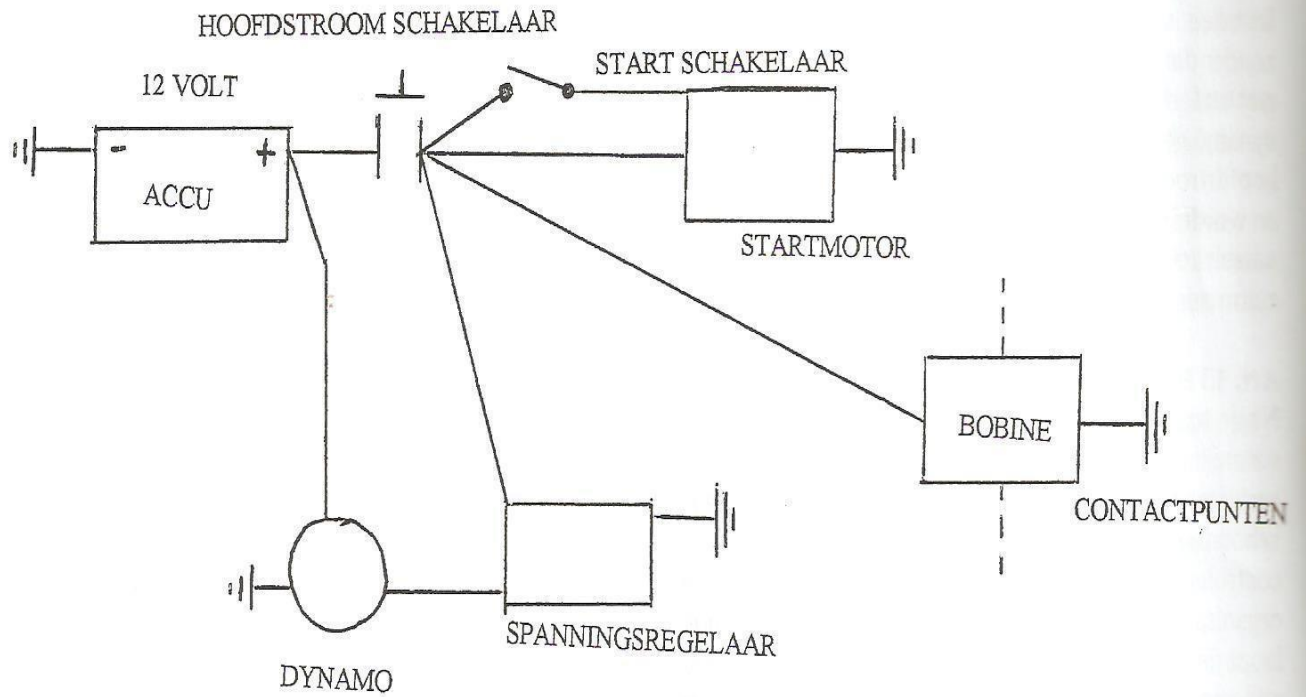 HOOFDSTROOM SCHAKELAAR
12 VOLT
START SCHAKELAAR
- +
ACCU
STARTMOTOR
BOBINE
CONTACTPUNTEN
SPANNINGSREGELAAR
DYNAMO